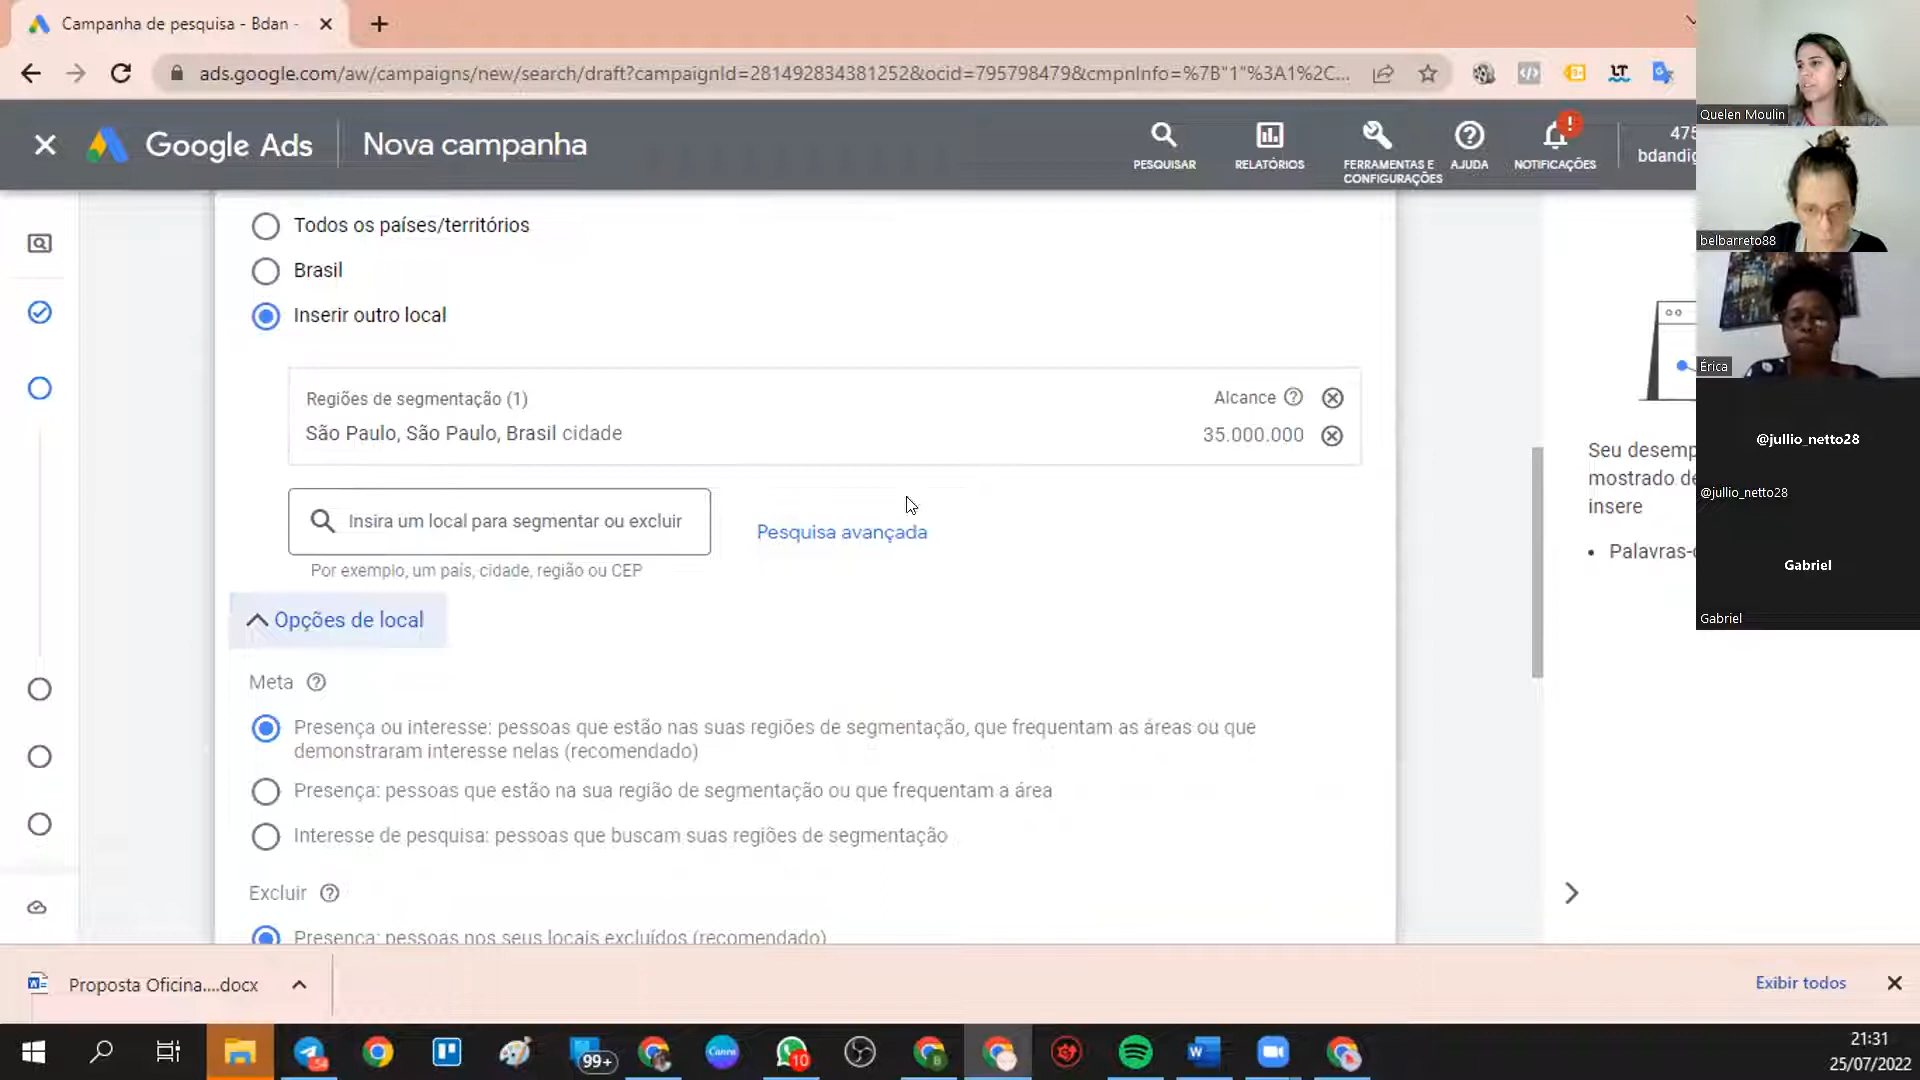 Campanha de pesquisa - Bdan -
ads.google.com/aw/campaigns/new/search/draft?campaignId=281492834381252&ocid=795798479&cmpnInfo=%7B"1"%3A1%2C...
Google Ads
Nova campanha
PESQUISAR
RELATÓRIOS
FERRAMENTAS E
CONFIGURAÇÕES
AJUDA
NOTIFICAÇÕES
475
bdandig
Todos os países/territórios
Brasil
Inserir outro local
Regiões de segmentação (1)
Alcance
São Paulo, São Paulo, Brasil cidade
35.000.000
Insira um local para segmentar ou excluir
Pesquisa avançada
Por exemplo, um país, cidade, região ou CEP
Opções de local
Meta
Presença ou interesse: pessoas que estão nas suas regiões de segmentação, que frequentam as áreas ou que
demonstraram interesse nelas (recomendado)
Presença: pessoas que estão na sua região de segmentação ou que frequentam a área
Interesse de pesquisa: pessoas que buscam suas regiões de segmentação
Excluir
Presença: pessoas nos seus locais excluídos (recomendado)
Seu desemp
mostrado de
insere
• Palavras-c
Quelen Moulin
belbarreto88
Érica
@jullio_netto28
@jullio_netto28
Gabriel
Gabriel
Proposta Oficina....docx
Exibir todos
99+
Canva
10
21:31
25/07/2022